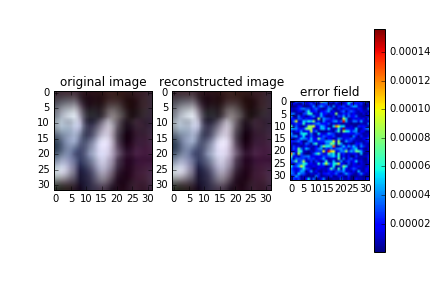 original image
reconstructed image
error field
0 5 10 15 20 25 30
0 5 10 15 20 25 30
0 5 10 15 20 25 30
0 5 10 15 20 25 30
0 5 10 15 20 25 30
0 5 10 15 20 25 30
0.00014
0.00012
0.00010
0.00008
0.00006
0.00004
0.00002